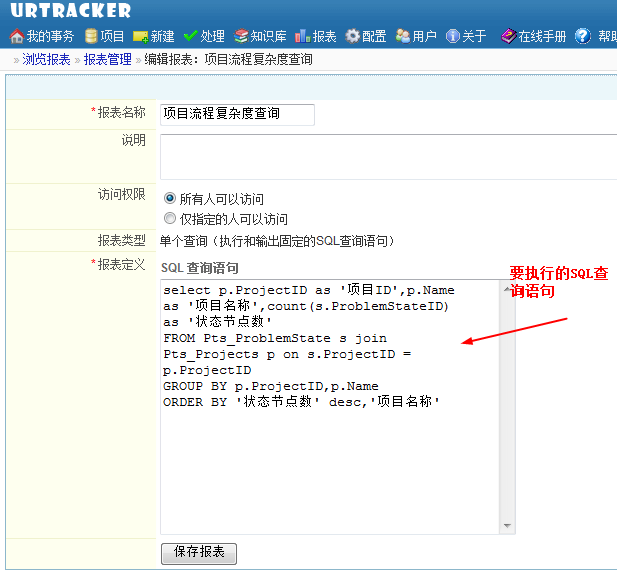 URTRACKER
我的事务 项目 新建 处理 知识库 报表 配置 用户 关于 在线手册 帮助
» 浏览报表 » 报表管理 » 编辑报表: 项目流程复杂度查询
*报表名称 项目流程复杂度查询
说明
访问权限 所有人可以访问
仅指定的人可以访问
报表类型 单个查询（执行和输出固定的SQL查询语句）
*报表定义 SQL 查询语句
要执行的SQL查
询语句
select p.ProjectID as '项目ID',p.Name
as '项目名称',count(s.ProblemStateID)
as '状态节点数'
FROM Pts_ProblemState s join
Pts_Projects p on s.ProjectID =
p.ProjectID
GROUP BY p.ProjectID,p.Name
ORDER BY '状态节点数' desc,'项目名称'
保存报表